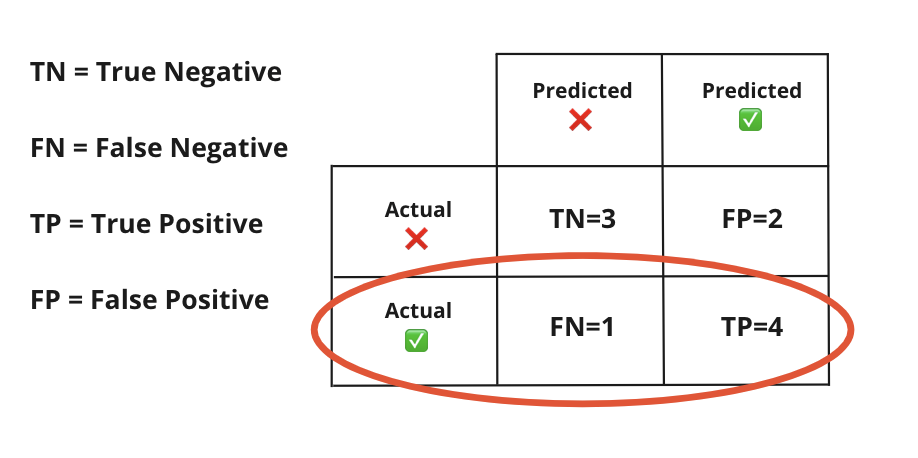 TN = True Negative
FN = False Negative
TP = True Positive
FP = False Positive
Predicted
❌
Predicted
✅
Actual
❌
TN=3
FP=2
Actual
✅
FN=1
TP=4